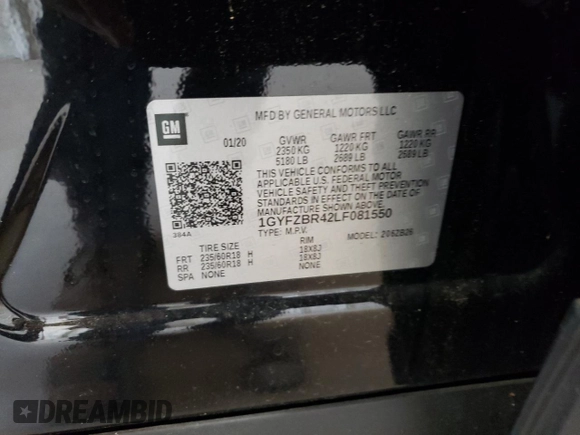 MFD BY GENERAL MOTORS LLC
GM
01/20 GVWR GAWR FRT GAWR RR
2350 KG 1220 KG 1220 KG
5180 LB 2689 LB 2689 LB
THIS VEHICLE CONFORMS TO ALL
APPLICABLE U.S. FEDERAL MOTOR
VEHICLE SAFETY AND THEFT PREVENTION
STANDARDS IN EFFECT ON THE DATE OF
MANUFACTURE SHOWN ABOVE.
1GYFZBR42LF081550
TYPE: M.P.V. MODEL:
384A
TIRE SIZE RIM
FRT 235/60R18 H 18X8J
RR 235/60R18 H 18X8J
SPA NONE NONE
DREAMBID